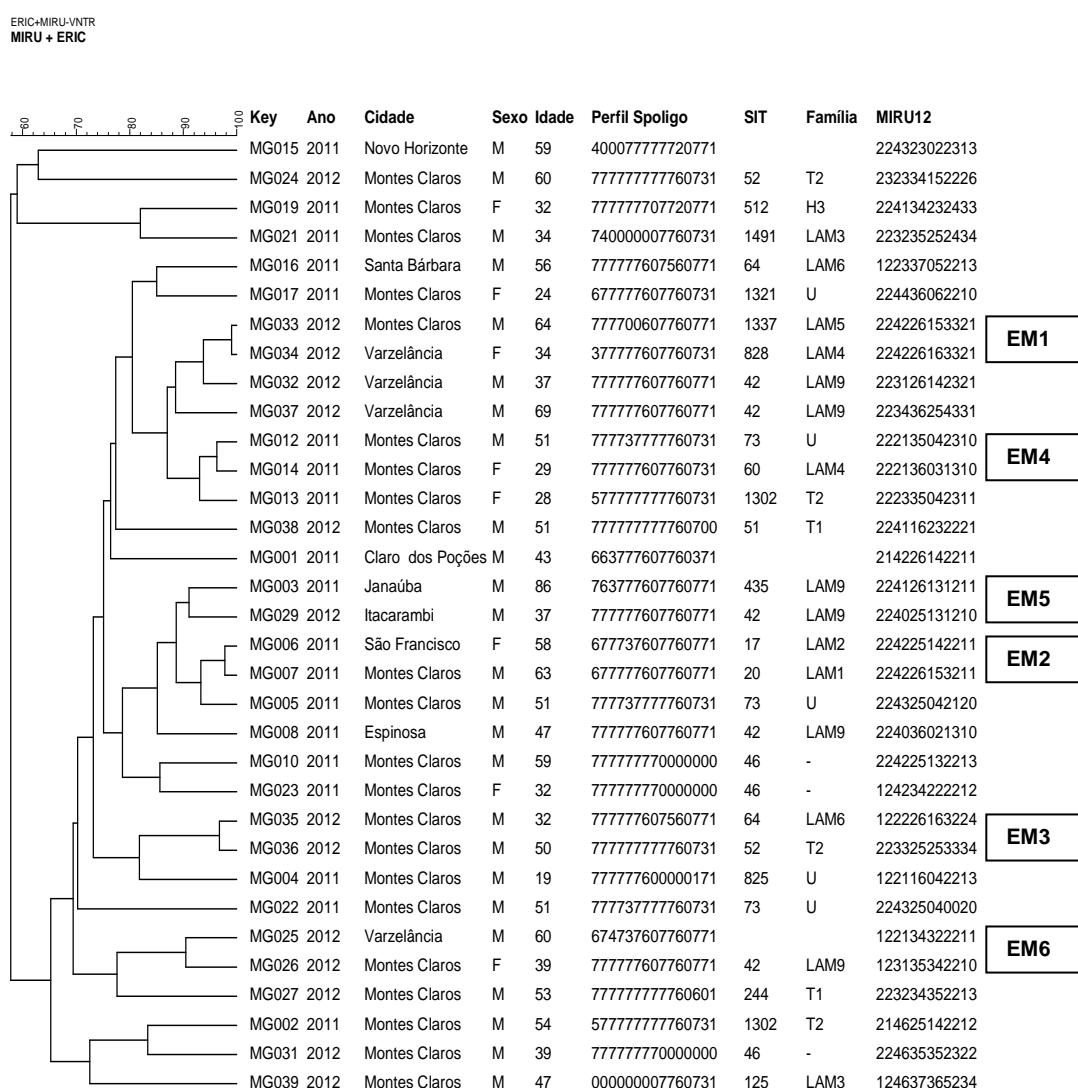 ERIC+MIRU-VNTR
MIRU + ERIC
60 70 80 90 100 Key Ano Cidade Sexo Idade Perfil Spoligo SIT Família MIRU12
MG015 2011 Novo Horizonte M 59 400077777720771 224323022313
MG024 2012 Montes Claros M 60 777777777760731 52 T2 232334152226
MG019 2011 Montes Claros F 32 777777707720771 512 H3 224134232433
MG021 2011 Montes Claros M 34 740000007760731 1491 LAM3 223235252434
MG016 2011 Santa Bárbara M 56 777777607560771 64 LAM6 122337052213
MG017 2011 Montes Claros F 24 677777607760731 1321 U 224436062210
MG033 2012 Montes Claros M 64 777700607760771 1337 LAM5 224226153321 EM1
MG034 2012 Varzelância F 34 377777607760731 828 LAM4 224226163321
MG032 2012 Varzelância M 37 777777607760771 42 LAM9 223126142321
MG037 2012 Varzelância M 69 777777607760771 42 LAM9 223436254331
MG012 2011 Montes Claros M 51 777737777760731 73 U 222135042310 EM4
MG014 2011 Montes Claros F 29 777777607760731 60 LAM4 222136031310
MG013 2011 Montes Claros F 28 577777777760731 1302 T2 222335042311
MG038 2012 Montes Claros M 51 777777777760700 51 T1 224116232221
MG001 2011 Claro dos Poções M 43 663777607760371 214226142211
MG003 2011 Janaúba M 86 763777607760771 435 LAM9 224126131211 EM5
MG029 2012 Itacarambi M 37 777777607760771 42 LAM9 224025131210
MG006 2011 São Francisco F 58 677737607760771 17 LAM2 224225142211 EM2
MG007 2011 Montes Claros M 63 677777607760771 20 LAM1 224226153211
MG005 2011 Montes Claros M 51 777737777760731 73 U 224325042120
MG008 2011 Espinosa M 47 777777607760771 42 LAM9 224036021310
MG010 2011 Montes Claros M 59 777777770000000 46 - 224225132213
MG023 2011 Montes Claros F 32 777777770000000 46 - 124234222212
MG035 2012 Montes Claros M 32 777777607560771 64 LAM6 122226163224 EM3
MG036 2012 Montes Claros M 50 777777777760731 52 T2 223325253334
MG004 2011 Montes Claros M 19 777777600000171 825 U 122116042213
MG022 2011 Montes Claros M 51 777737777760731 73 U 224325040020
MG025 2012 Varzelância M 60 674737607760771 122134322211 EM6
MG026 2012 Montes Claros F 39 777777607760771 42 LAM9 123135342210
MG027 2012 Montes Claros M 53 777777777760601 244 T1 223234352213
MG002 2011 Montes Claros M 54 577777777760731 1302 T2 214625142212
MG031 2012 Montes Claros M 39 777777770000000 46 - 224635352322
MG039 2012 Montes Claros M 47 000000007760731 125 LAM3 124637365234